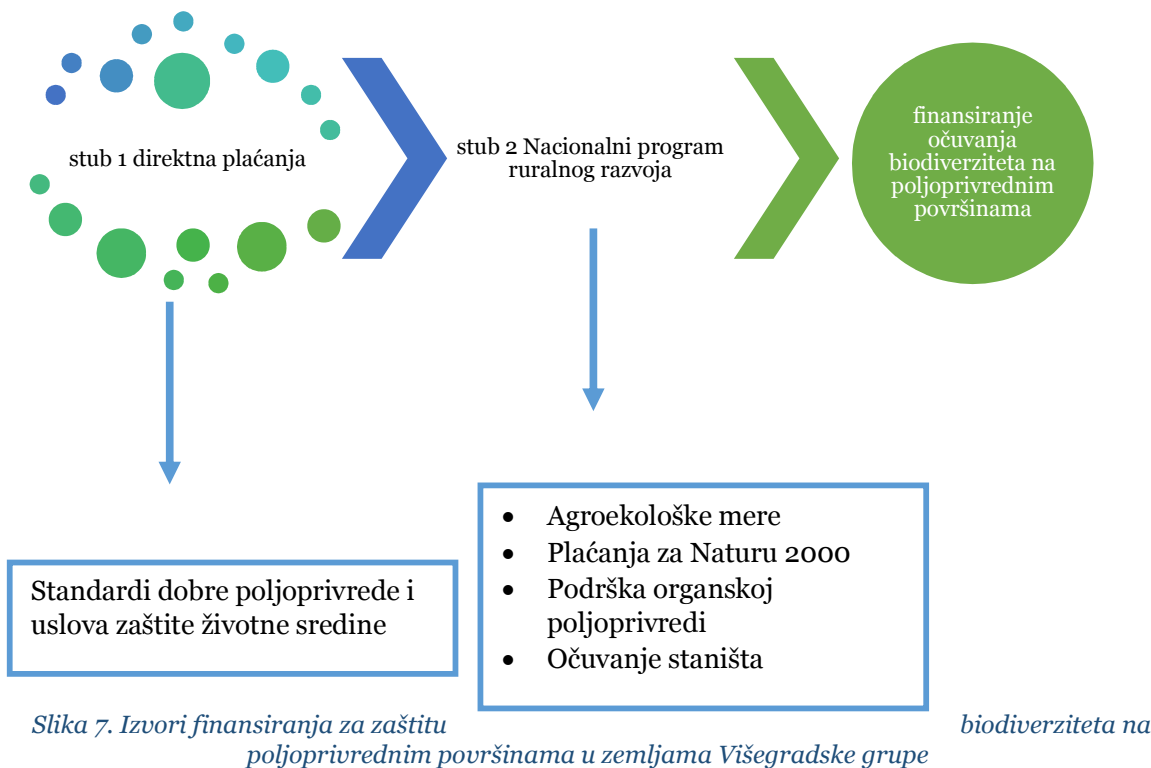 stub 1 direktna plaćanja
stub 2 Nacionalni program
ruralnog razvoja
finansiranje
očuvanja
biodiverziteta na
poljoprivrednim
površinama
Standardi dobre poljoprivrede i
uslova zaštite životne sredine
• Agroekološke mere
• Plaćanja za Naturu 2000
• Podrška organskoj
poljoprivredi
• Očuvanje staništa
Slika 7. Izvori finansiranja za zaštitu biodiverziteta na
poljoprivrednim površinama u zemljama Višegradske grupe